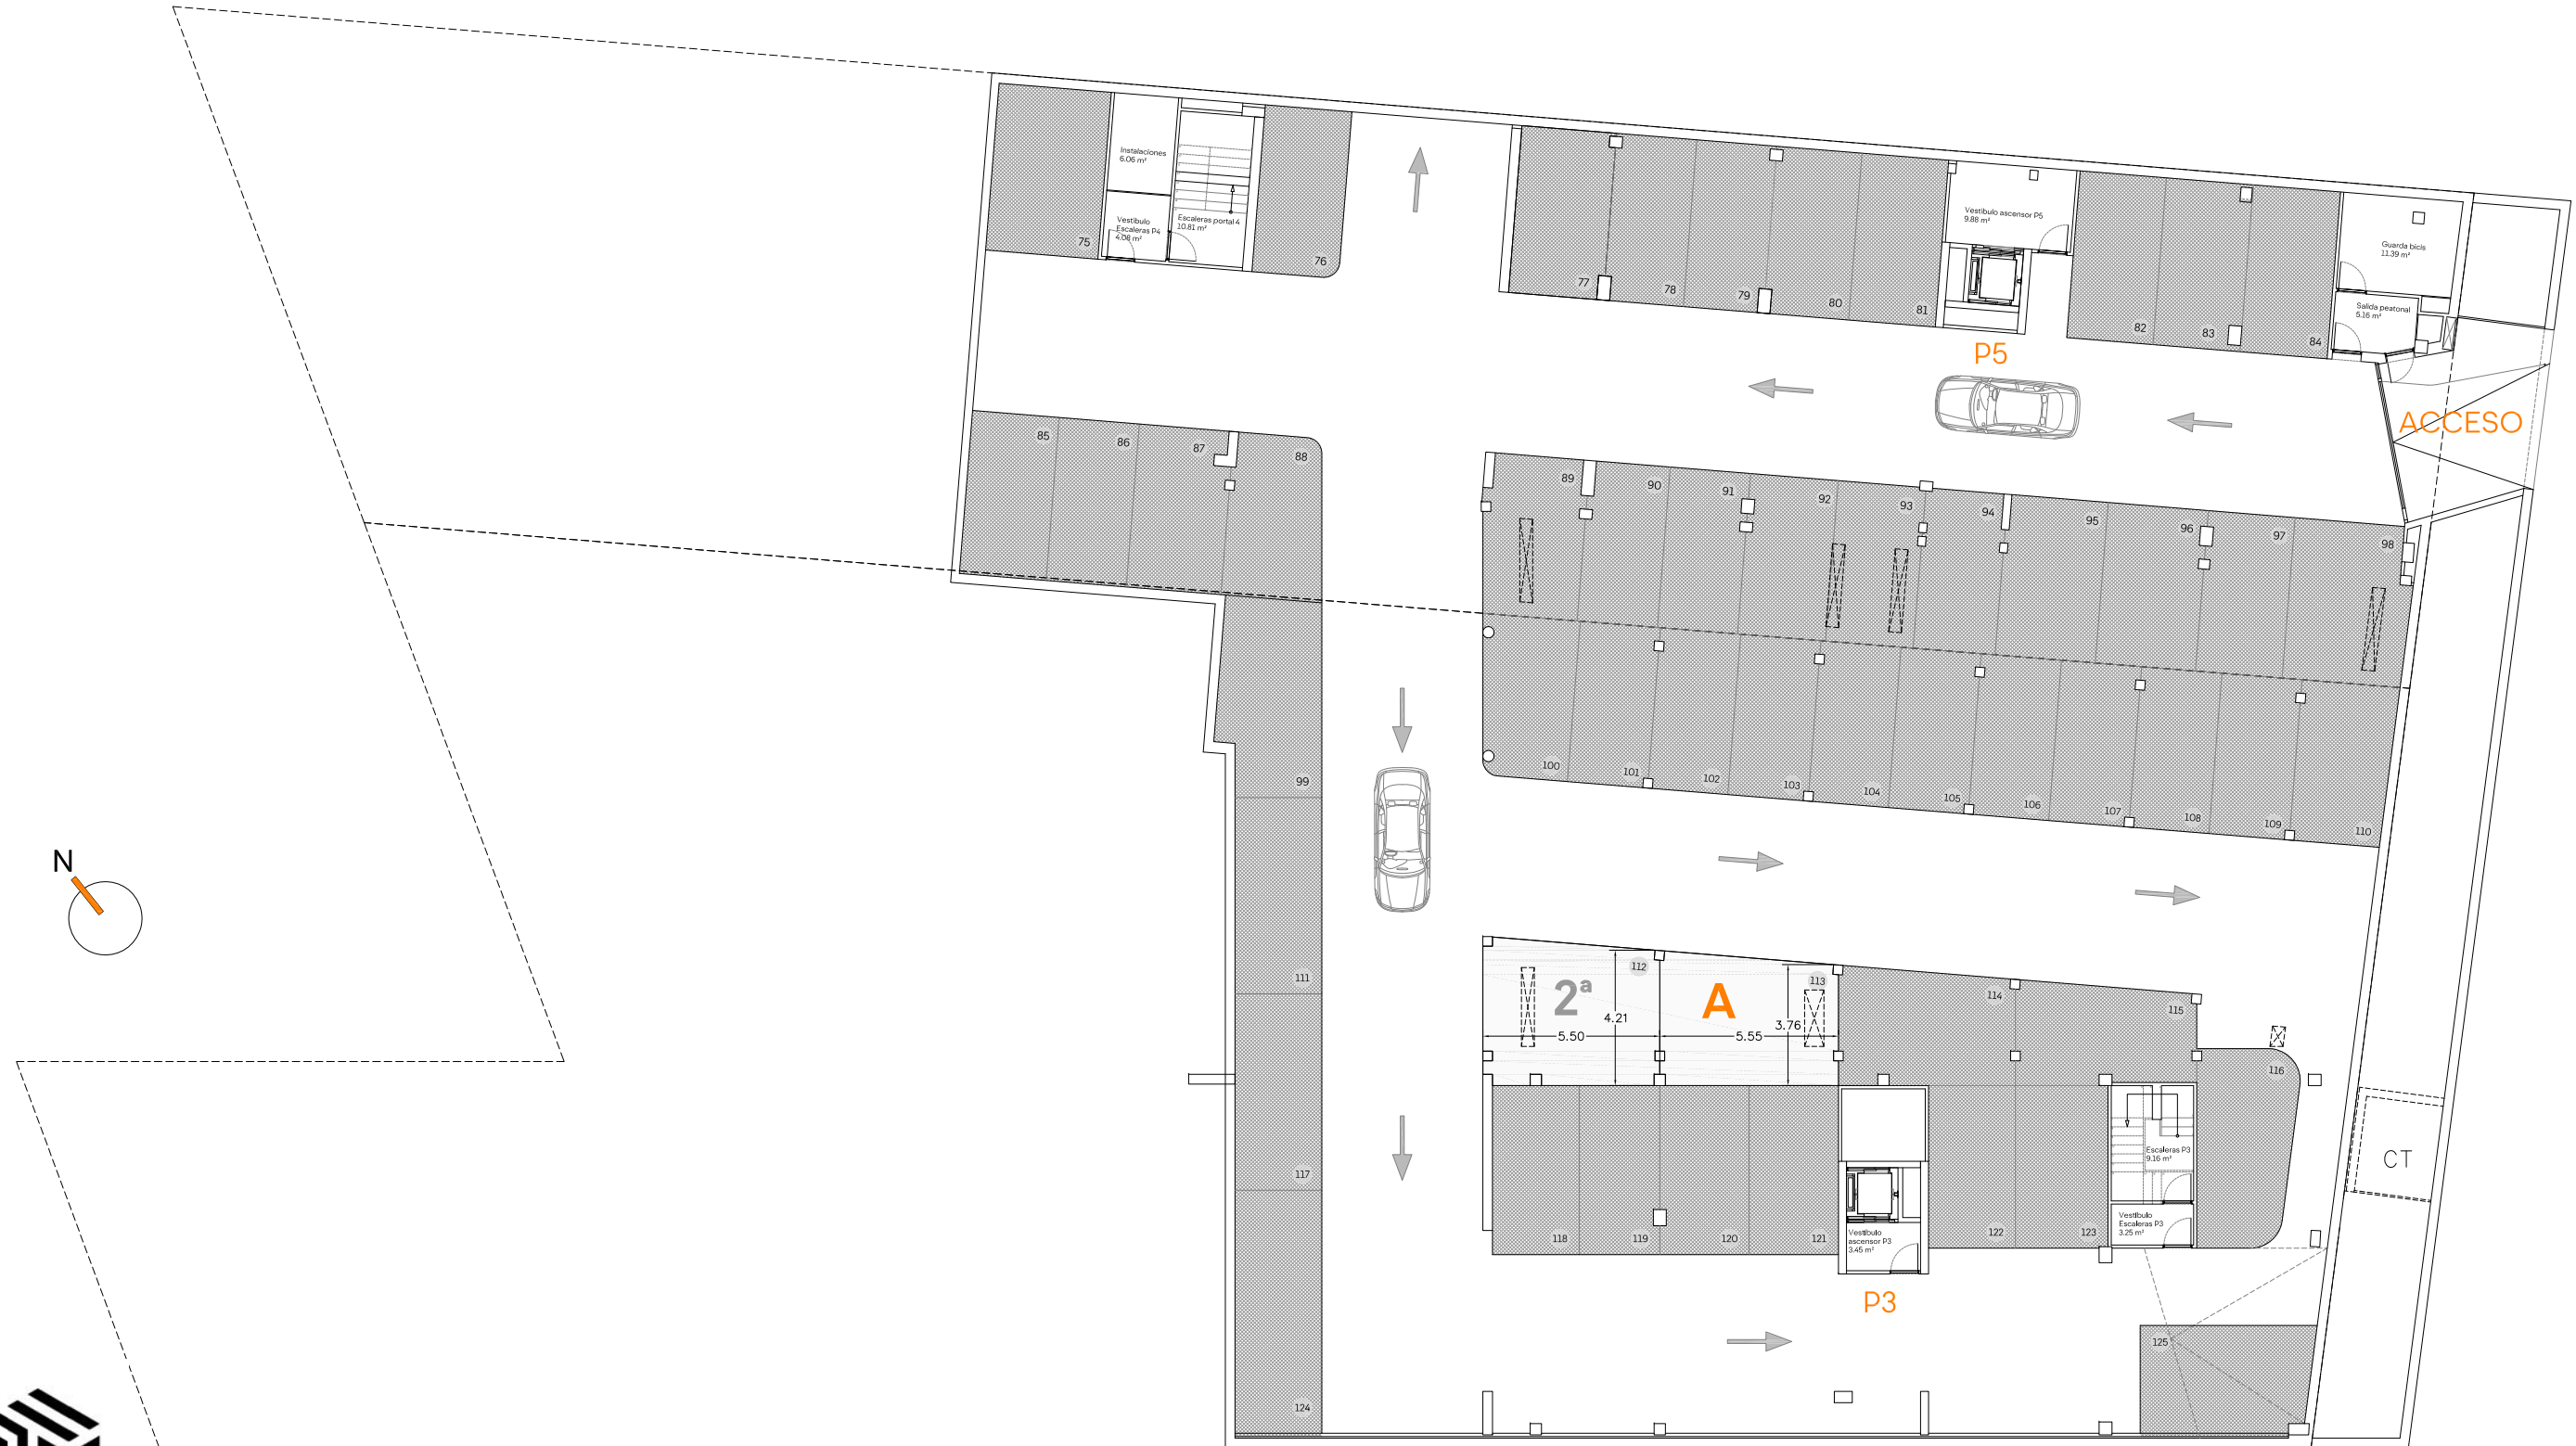 Instalaciones
6.06 m²
Vestíbulo
Escaleras P4
4.08 m²
Escaleras portal 4
10.81 m²
75
76
77
78
79
80
81
Vestíbulo ascensor P5
9.88 m²
82
83
84
Guarda bicis
11.39 m²
Salida peatonal
5.16 m²
P5
ACCESO
85
86
87
88
89
90
91
92
93
94
95
96
97
98
99
100
101
102
103
104
105
106
107
108
109
110
N
111
112
113
114
115
116
2ª
A
4.21
3.76
5.50
5.55
117
118
119
120
121
122
123
Escaleras P3
9.16 m²
Vestíbulo
Escaleras P3
3.25 m²
Vestíbulo
ascensor P3
3.45 m²
CT
P3
124
125